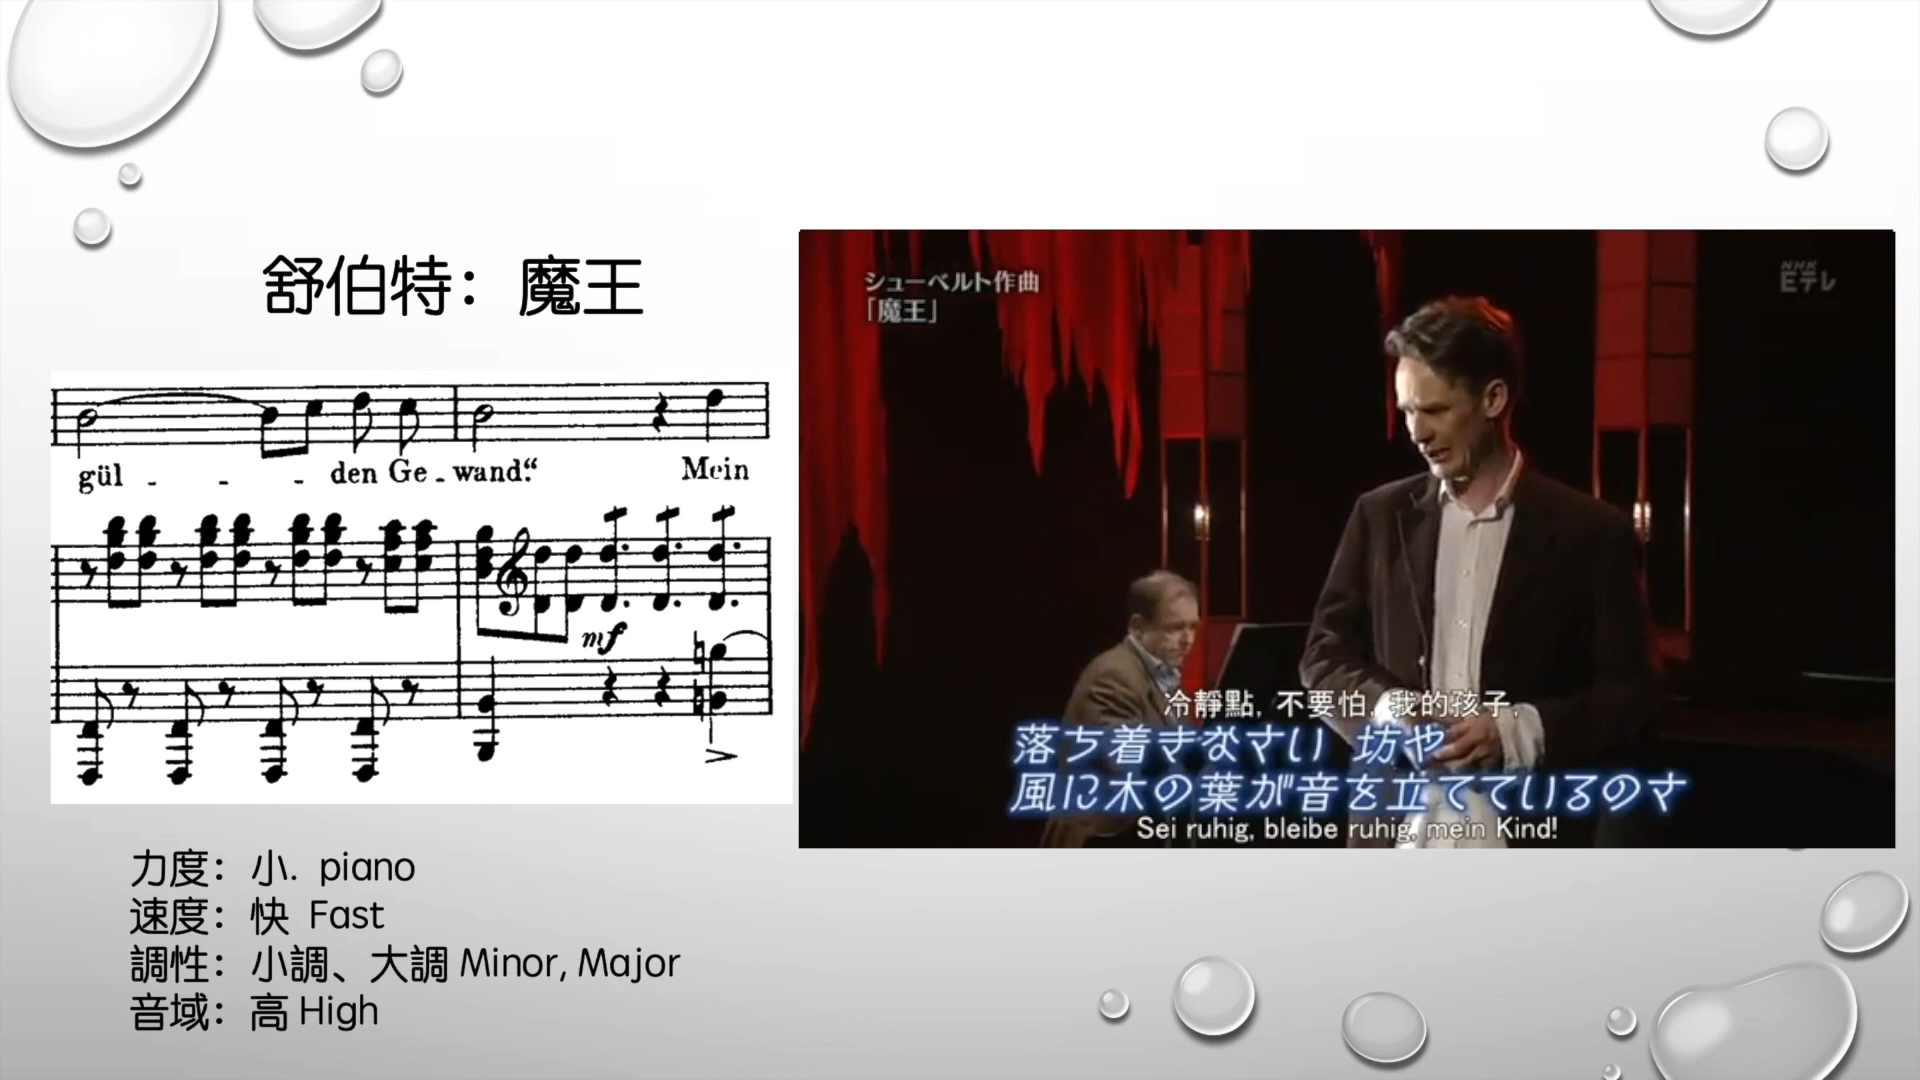 舒伯特：魔王
gül - - - den Ge - wand.“ Mein
mf
力度：小. piano
速度：快 Fast
調性：小調、大調 Minor, Major
音域：高 High
シューベルト作曲
「魔王」
NHK
Eテレ
冷靜點, 不要怕, 我的孩子,
落ち着きなさい 坊や
風に木の葉が音を立てているのさ
Sei ruhig, bleibe ruhig, mein Kind!